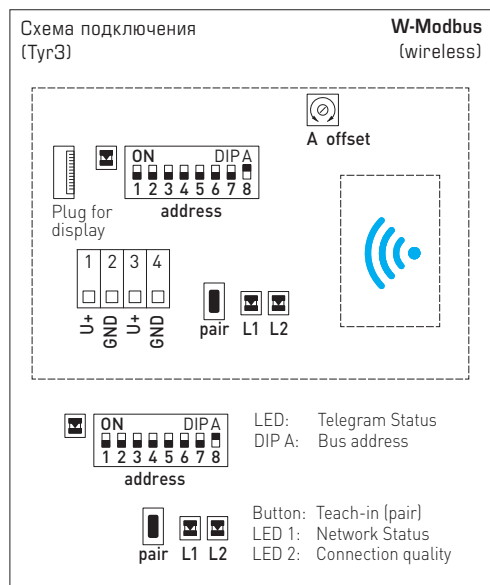 Схема подключения
(Tyr3)
W-Modbus
(wireless)
A offset
ON DIP A
1 2 3 4 5 6 7 8
address
Plug for
display
1 2 3 4
U+ GND U+ GND
pair L1 L2
ON DIP A
1 2 3 4 5 6 7 8
address
LED: Telegram Status
DIP A: Bus address
pair L1 L2
Button: Teach-in (pair)
LED 1: Network Status
LED 2: Connection quality